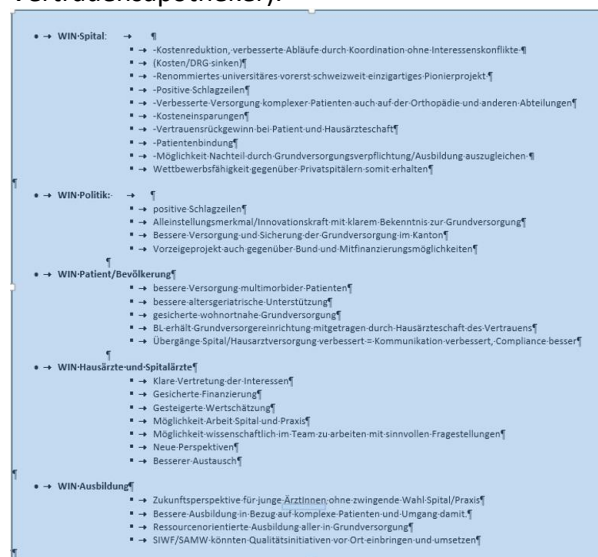 Vertrauensapotheker).
WIN Spital:
-Kostenreduktion, verbesserte Abläufe durch Koordination ohne Interessenskonflikte
(Kosten/DRG sinken)
-Renommiertes universitäres vorerst schweizweit einzigartiges Pionierprojekt
-Positive Schlagzeilen
-Verbesserte Versorgung komplexer Patienten auch auf der Orthopädie und anderen Abteilungen
-Kosteneinsparungen
-Vertrauensrückgewinn bei Patient und Hausärzteschaft
-Patientenbindung
-Möglichkeit Nachteil durch Grundversorgungsverpflichtung/Ausbildung auszugleichen
Wettbewerbsfähigkeit gegenüber Privatspitälern somit erhalten
WIN Politik:
positive Schlagzeilen
Alleinstellungsmerkmal/Innovationskraft mit klarem Bekenntnis zur Grundversorgung
Bessere Versorgung und Sicherung der Grundversorgung im Kanton
Vorzeigeprojekt auch gegenüber Bund und Mitfinanzierungsmöglichkeiten
WIN Patient/Bevölkerung
bessere Versorgung multimorbider Patienten
bessere altersgeriatrische Unterstützung
gesicherte wohnortnahe Grundversorgung
BL erhält Grundversorgereinrichtung mitgetragen durch Hausärzteschaft des Vertrauens
Übergänge Spital/Hausarztversorgung verbessert = Kommunikation verbessert, Compliance besser
WIN Hausärzte und Spitalärzte
Klare Vertretung der Interessen
Gesicherte Finanzierung
Gesteigerte Wertschätzung
Möglichkeit Arbeit Spital und Praxis
Möglichkeit wissenschaftlich im Team zu arbeiten mit sinnvollen Fragestellungen
Neue Perspektiven
Besserer Austausch
WIN Ausbildung
Zukunftsperspektive für junge ÄrztInnen ohne zwingende Wahl Spital/Praxis
Bessere Ausbildung in Bezug auf komplexe Patienten und Umgang damit.
Ressourcenorientierte Ausbildung aller in Grundversorgung
SIWF/SAMW könnten Qualitätsinitiativen vor Ort einbringen und umsetzen